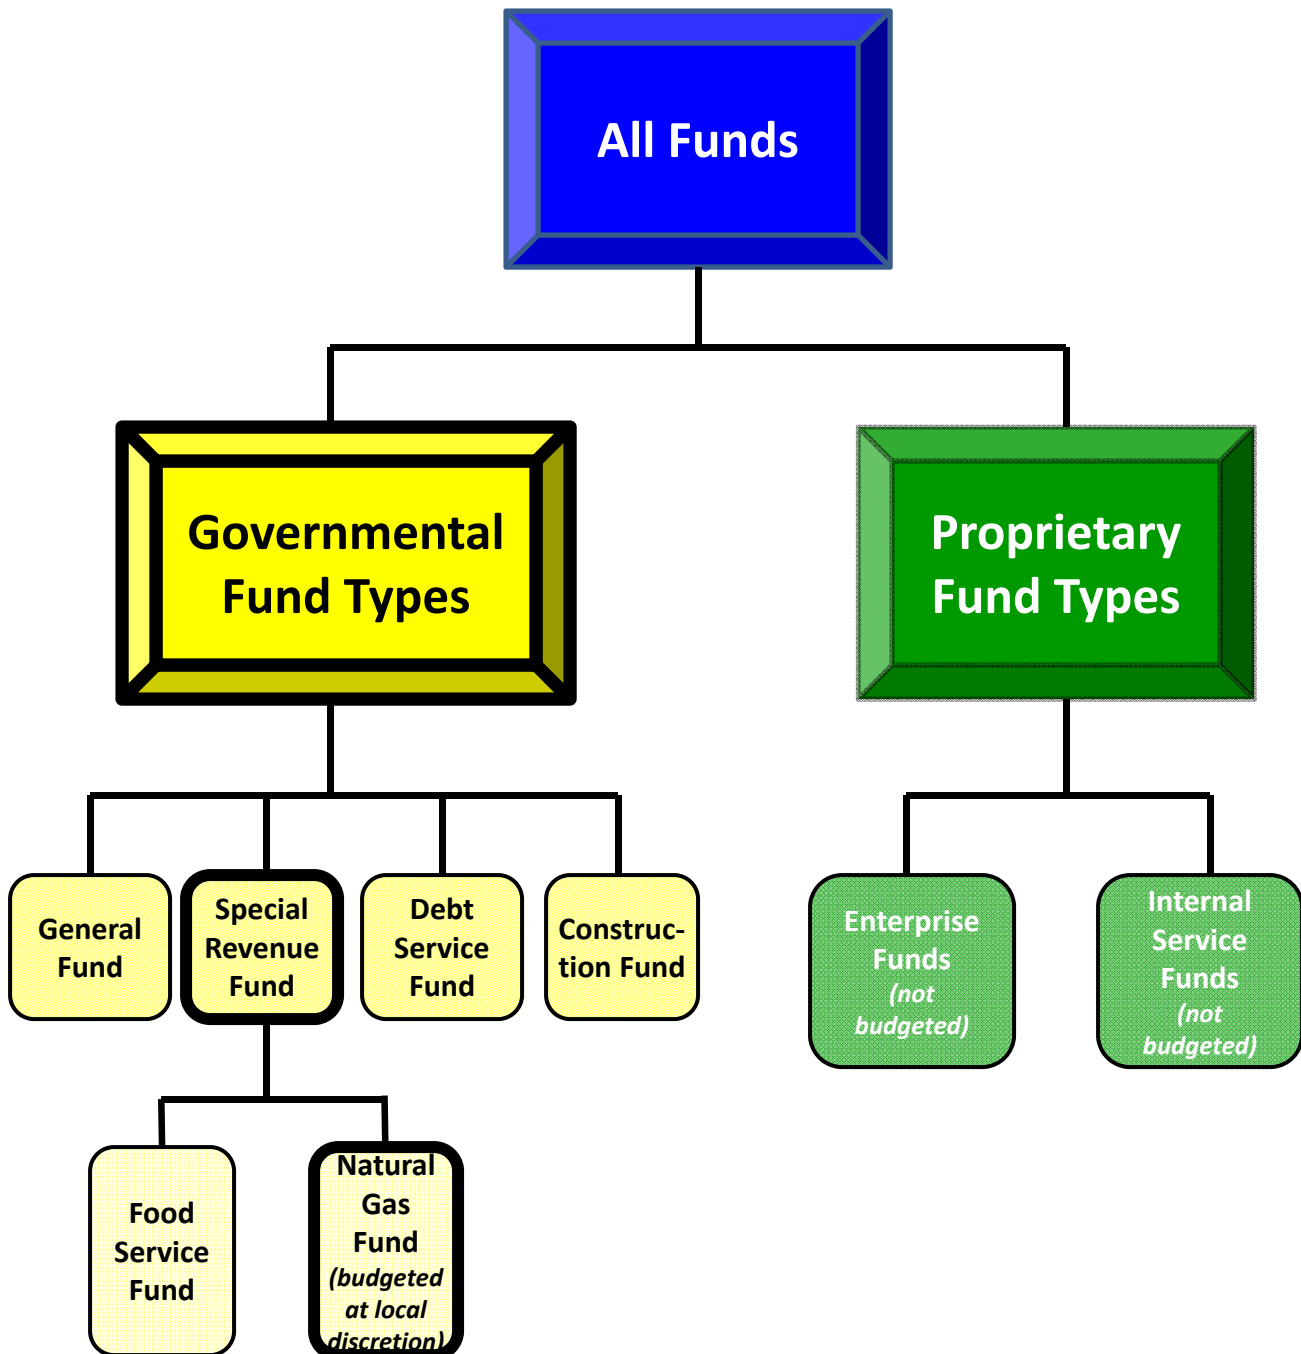 All Funds
Governmental
Fund Types
Proprietary
Fund Types
General
Fund
Special
Revenue
Fund
Debt
Service
Fund
Construc-
tion Fund
Enterprise
Funds
(not
budgeted)
Internal
Service
Funds
(not
budgeted)
Food
Service
Fund
Natural
Gas
Fund
(budgeted
at local
discretion)